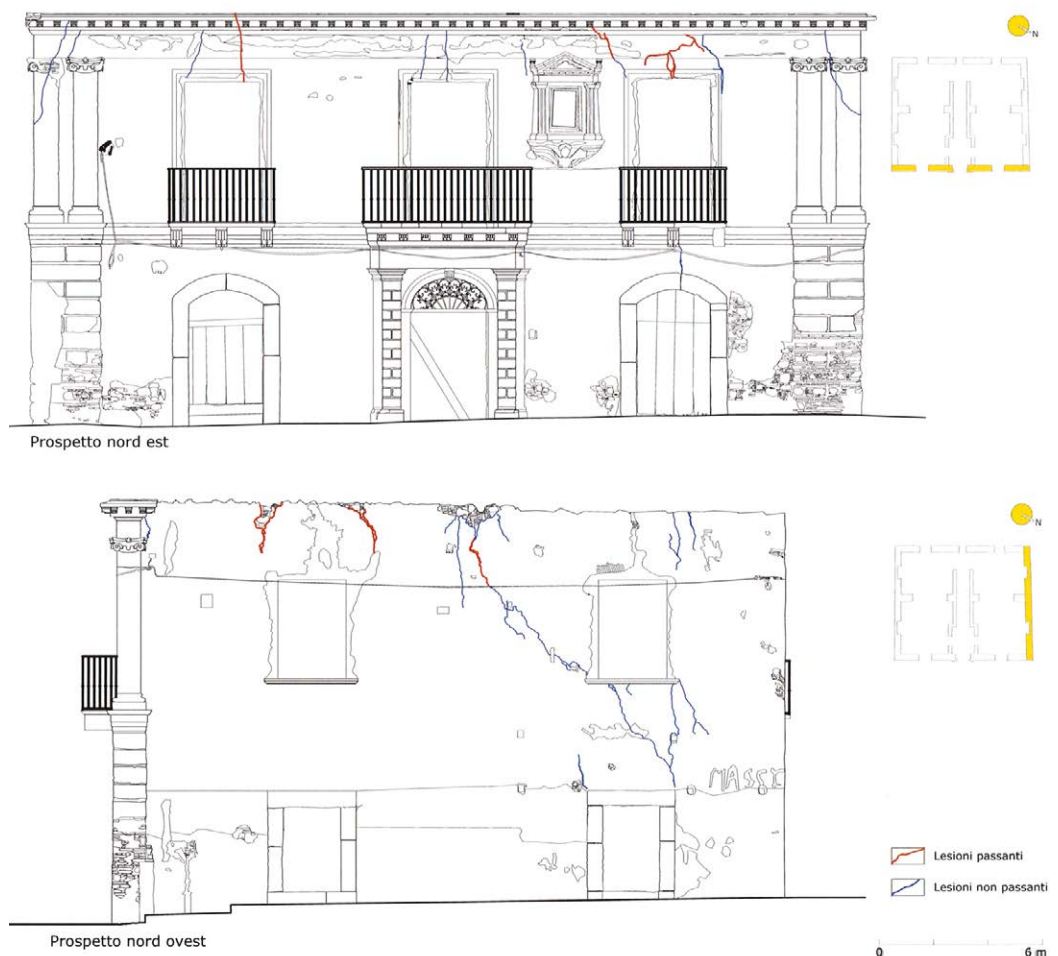 N
Prospetto nord est
N
MASSI
Lesioni passanti
Lesioni non passanti
Prospetto nord ovest
0 6 m